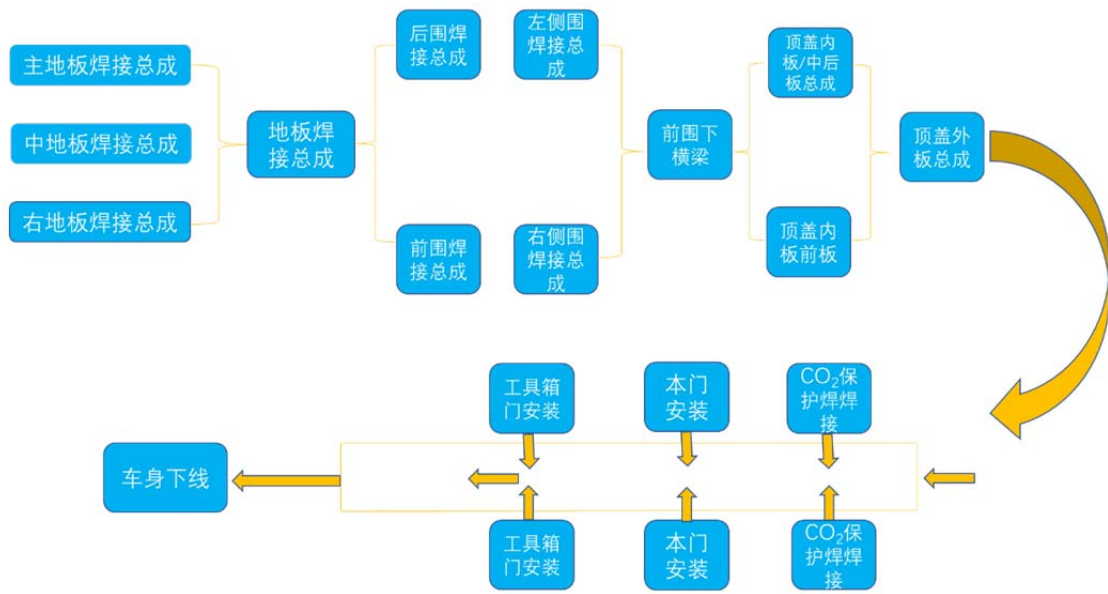 主地板焊接总成
中地板焊接总成
右地板焊接总成
地板焊
接总成
后围焊
接总成
前围焊
接总成
左侧围
焊接总
成
右侧围
焊接总
成
前围下
横梁
顶盖内
板/中后
板总成
顶盖内
板前板
顶盖外
板总成
CO₂保
护焊焊
接
本门
安装
工具箱
门安装
CO₂保
护焊焊
接
本门
安装
工具箱
门安装
车身下线